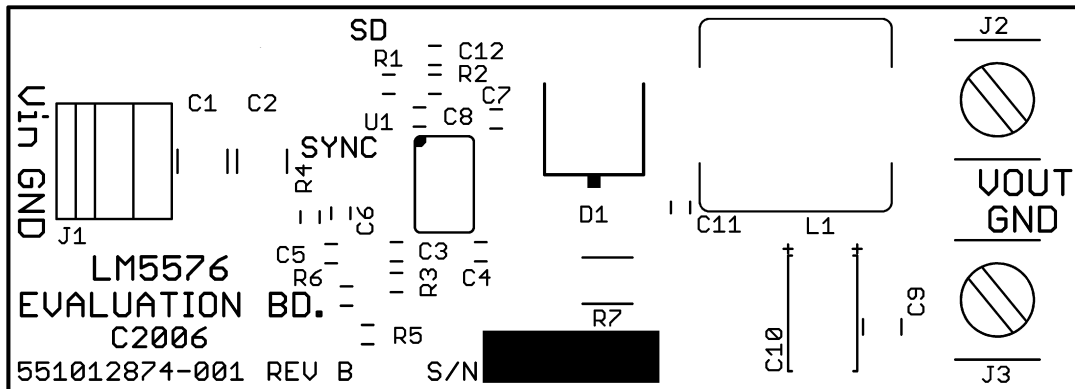 SD
J2
R1
C12
R2
C1
C2
C7
Vin GND
U1
C8
SYNC
R4
VOUT
GND
C6
D1
C11
L1
J1
C5
C3
C4
R3
R6
LM5576
EVALUATION BD.
C2006
R5
R7
C9
C10
551012874-001 REV B
S/N
J3